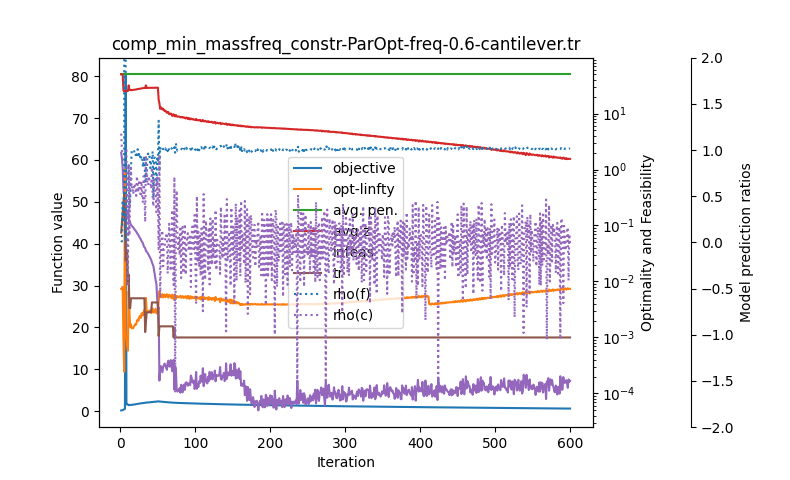 comp_min_massfreq_constr-ParOpt-freq-0.6-cantilever.tr
80
70
60
50
40
30
20
10
0
Function value
0
100
200
300
400
500
600
Iteration
objective
opt-linfty
avg. pen.
avg z
infeas
tr
rho(f)
rho(c)
10¹
10⁰
10⁻¹
10⁻²
10⁻³
10⁻⁴
Optimality and Feasibility
2.0
1.5
1.0
0.5
0.0
−0.5
−1.0
−1.5
−2.0
Model prediction ratios